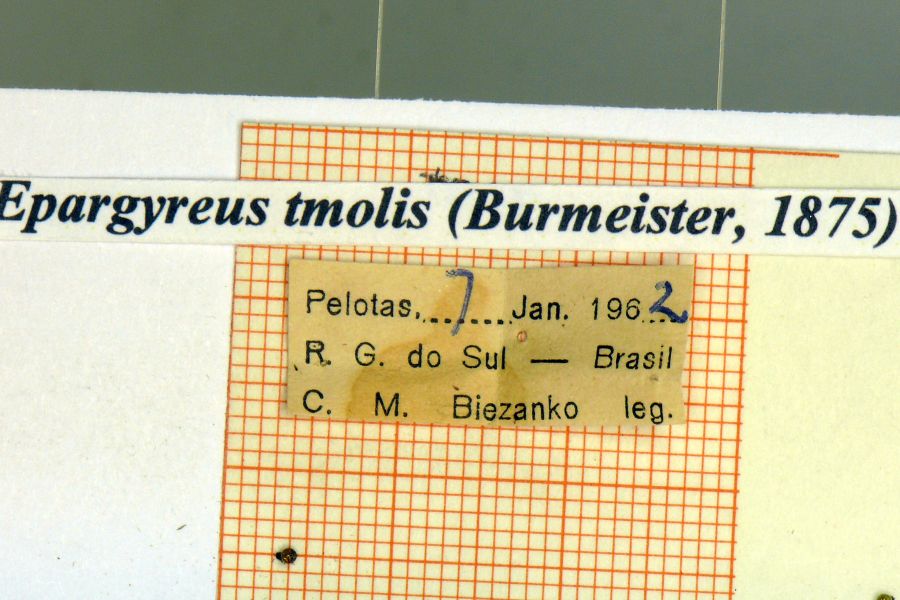 Epargyreus tmolis (Burmeister, 1875)
Pelotas, 7 Jan. 1962
R. G. do Sul — Brasil
C. M. Biezanko leg.